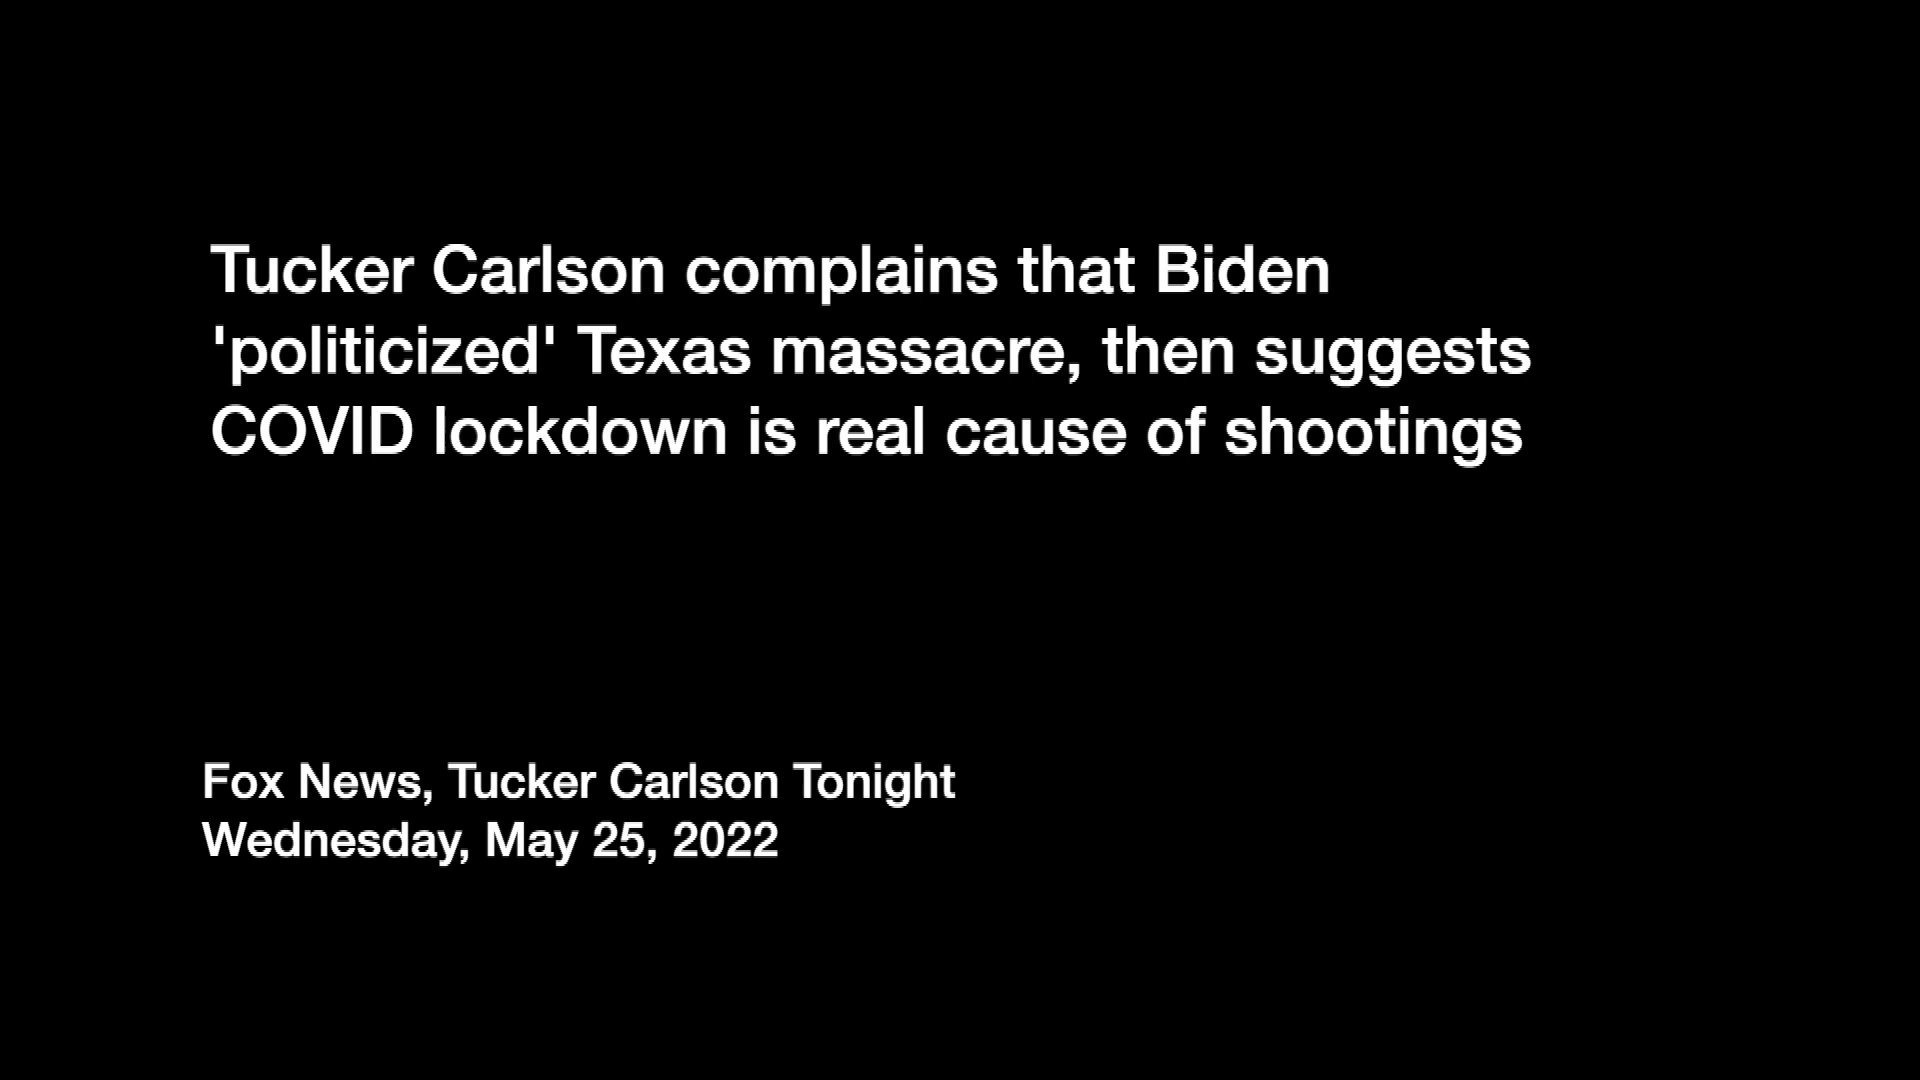 Tucker Carlson complains that Biden
'politicized' Texas massacre, then suggests
COVID lockdown is real cause of shootings
Fox News, Tucker Carlson Tonight
Wednesday, May 25, 2022